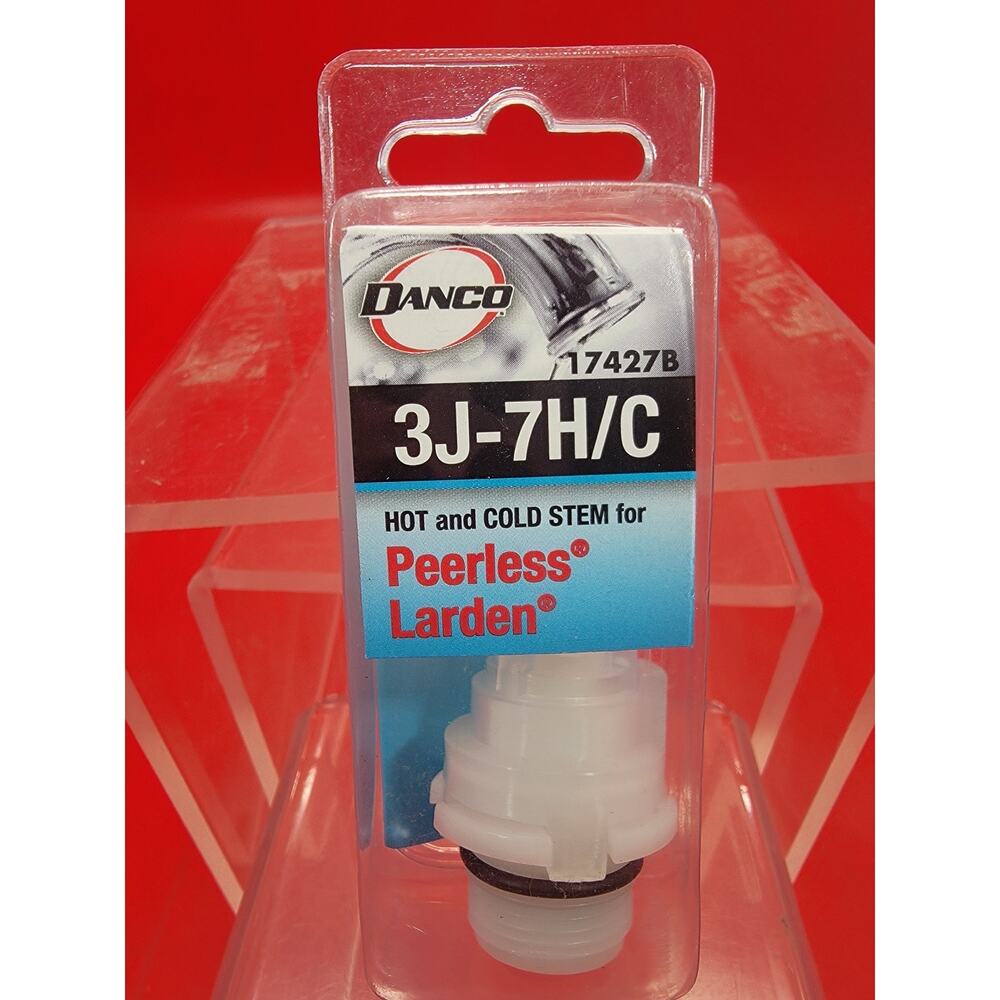 DANCO
17427B
3J-7H/C
HOT and COLD STEM for
Peerless®
Larden®